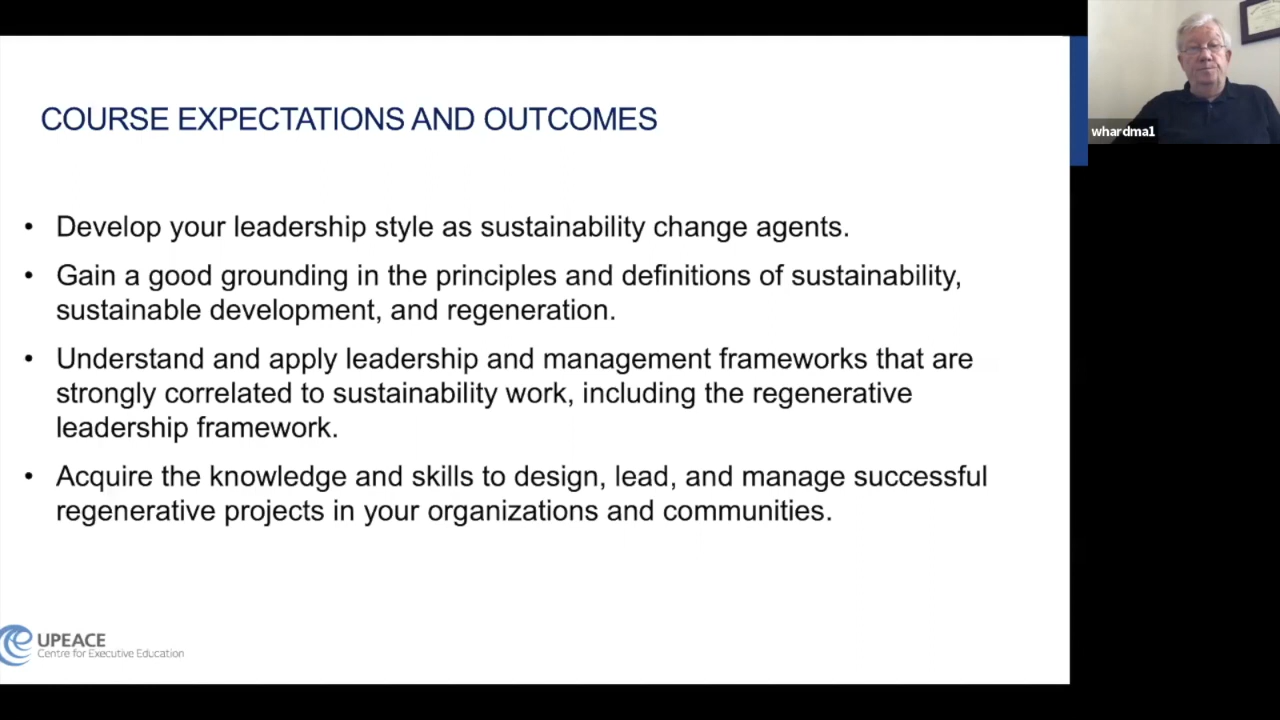 COURSE EXPECTATIONS AND OUTCOMES
• Develop your leadership style as sustainability change agents.
• Gain a good grounding in the principles and definitions of sustainability,
sustainable development, and regeneration.
• Understand and apply leadership and management frameworks that are
strongly correlated to sustainability work, including the regenerative
leadership framework.
• Acquire the knowledge and skills to design, lead, and manage successful
regenerative projects in your organizations and communities.
UPEACE
Centre for Executive Education
whardma1